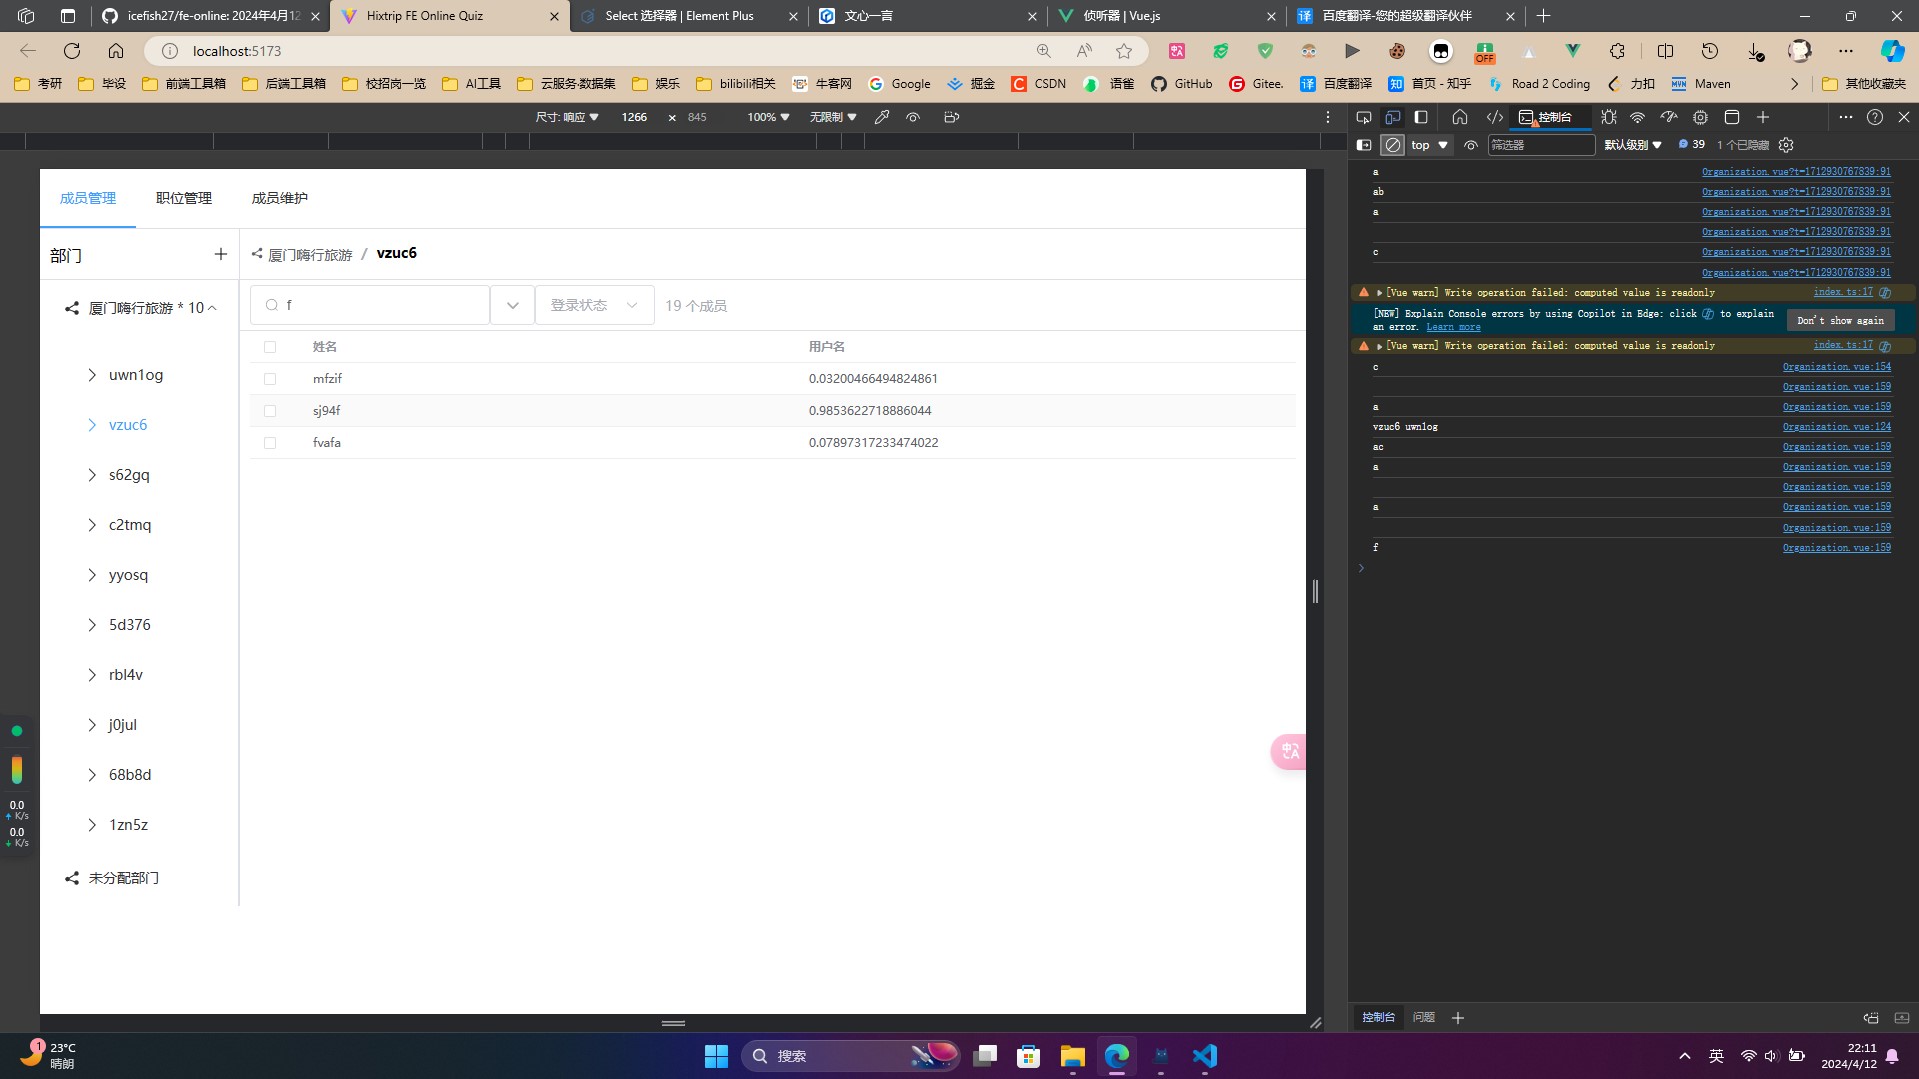 icefish27/fe-online: 2024年4月12
Hixtrip FE Online Quiz
Select 选择器 | Element Plus
文心一言
侦听器 | Vue.js
百度翻译-您的超级翻译伙伴
localhost:5173
OFF
考研
毕设
前端工具箱
后端工具箱
校招岗一览
AI工具
云服务·数据集
娱乐
bilibili相关
牛客网
Google
掘金
CSDN
语雀
GitHub
Gitee.
百度翻译
首页 - 知乎
Road 2 Coding
力扣
Maven
其他收藏夹
尺寸: 响应
1266
×
845
100%
无限制
控制台
top
筛选器
默认级别
39
1 个已隐藏
成员管理
职位管理
成员维护
部门
厦门嗨行旅游 / vzuc6
厦门嗨行旅游 * 10
f
登录状态
19 个成员
姓名
用户名
mfzif
0.03200466494824861
sj94f
0.9853622718886044
fvafa
0.07897317233474022
uwn1og
vzuc6
s62gq
c2tmq
yyosq
5d376
rbl4v
j0jul
68b8d
1zn5z
未分配部门
a Organization.vue?t=1712930767839:91
ab Organization.vue?t=1712930767839:91
a Organization.vue?t=1712930767839:91
Organization.vue?t=1712930767839:91
c Organization.vue?t=1712930767839:91
Organization.vue?t=1712930767839:91
[Vue warn] Write operation failed: computed value is readonly index.ts:17
[NEW] Explain Console errors by using Copilot in Edge: click to explain
an error. Learn more
Don't show again
[Vue warn] Write operation failed: computed value is readonly index.ts:17
c Organization.vue:154
Organization.vue:159
a Organization.vue:159
vzuc6 uwn1og Organization.vue:124
ac Organization.vue:159
a Organization.vue:159
Organization.vue:159
a Organization.vue:159
Organization.vue:159
f Organization.vue:159
控制台
问题
0.0
K/s
0.0
K/s
1
23°C
晴朗
搜索
英
22:11
2024/4/12